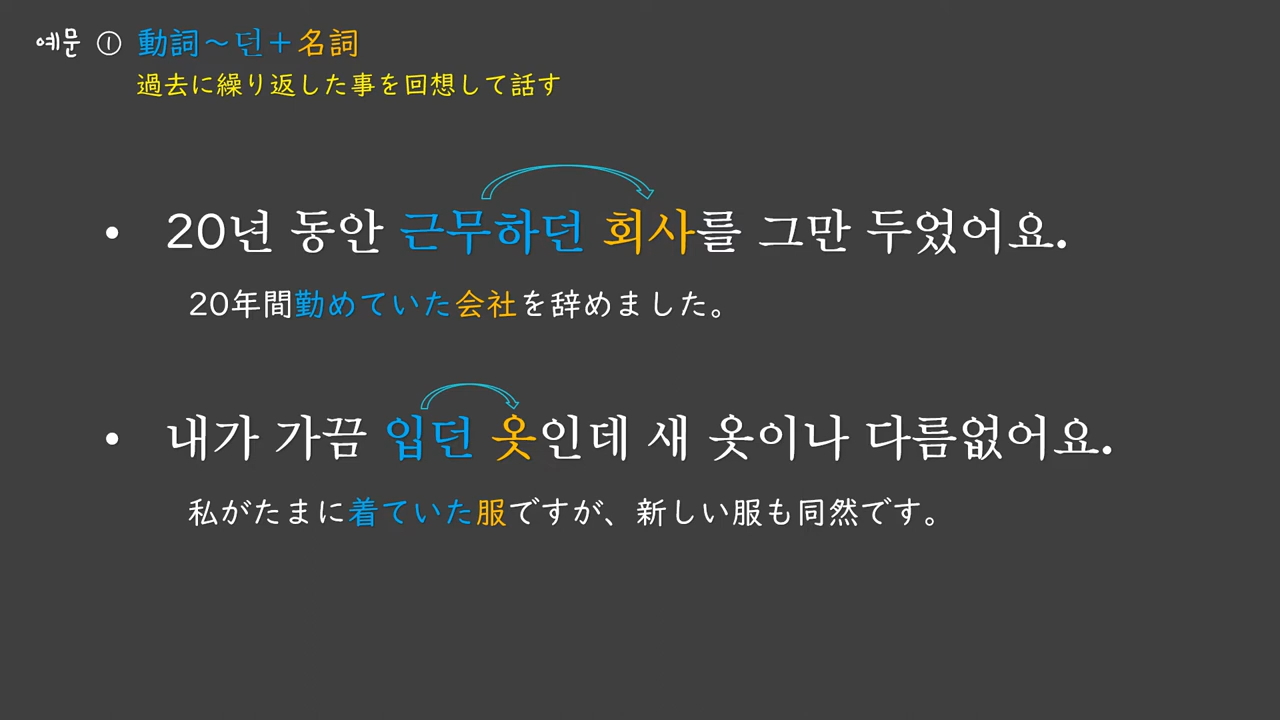 예문 ① 動詞～던＋名詞
過去に繰り返した事を回想して話す
• 20년 동안 근무하던 회사를 그만 두었어요.
20年間勤めていた会社を辞めました。
• 내가 가끔 입던 옷인데 새 옷이나 다름없어요.
私がたまに着ていた服ですが、新しい服も同然です。